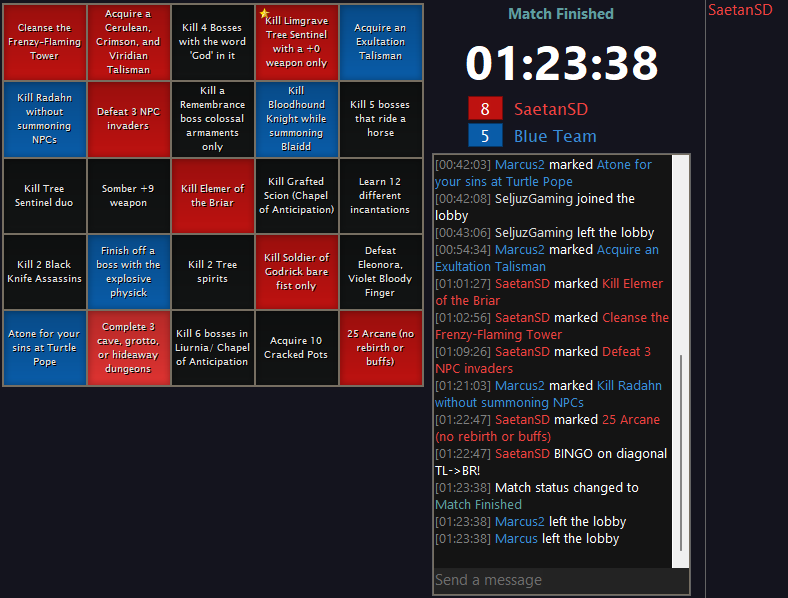 Cleanse the
Frenzy-Flaming
Tower
Acquire a
Cerulean,
Crimson, and
Viridian
Talisman
Kill 4 Bosses
with the word
'God' in it
Kill Limgrave
Tree Sentinel
with a +0
weapon only
Acquire an
Exultation
Talisman
Kill Radahn
without
summoning
NPCs
Defeat 3 NPC
invaders
Kill a
Remembrance
boss colossal
armaments
only
Kill
Bloodhound
Knight while
summoning
Blaidd
Kill 5 bosses
that ride a
horse
Kill Tree
Sentinel duo
Somber +9
weapon
Kill Elemer of
the Briar
Kill Grafted
Scion (Chapel
of Anticipation)
Learn 12
different
incantations
Kill 2 Black
Knife Assassins
Finish off a
boss with the
explosive
physick
Kill 2 Tree
spirits
Kill Soldier of
Godrick bare
fist only
Defeat
Eleonora,
Violet Bloody
Finger
Atone for your
sins at Turtle
Pope
Complete 3
cave, grotto,
or hideaway
dungeons
Kill 6 bosses in
Liurnia/ Chapel
of Anticipation
Acquire 10
Cracked Pots
25 Arcane (no
rebirth or
buffs)
Match Finished
01:23:38
8 SaetanSD
5 Blue Team
[00:42:03] Marcus2 marked Atone for
your sins at Turtle Pope
[00:42:08] SeljuzGaming joined the
lobby
[00:43:06] SeljuzGaming left the lobby
[00:54:34] Marcus2 marked Acquire an
Exultation Talisman
[01:01:27] SaetanSD marked Kill Elemer
of the Briar
[01:02:56] SaetanSD marked Cleanse the
Frenzy-Flaming Tower
[01:09:26] SaetanSD marked Defeat 3
NPC invaders
[01:21:03] Marcus2 marked Kill Radahn
without summoning NPCs
[01:22:47] SaetanSD marked 25 Arcane
(no rebirth or buffs)
[01:22:47] SaetanSD BINGO on diagonal
TL->BR!
[01:23:38] Match status changed to
Match Finished
[01:23:38] Marcus2 left the lobby
[01:23:38] Marcus left the lobby
Send a message
SaetanSD